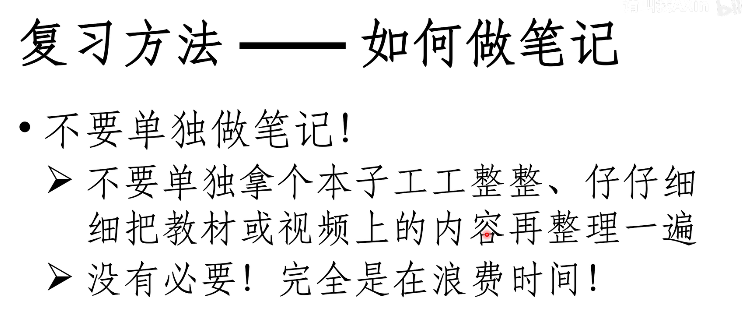 复习方法 —— 如何做笔记
• 不要单独做笔记!
➢ 不要单独拿个本子工工整整、仔仔细
细把教材或视频上的内容再整理一遍
➢ 没有必要! 完全是在浪费时间!